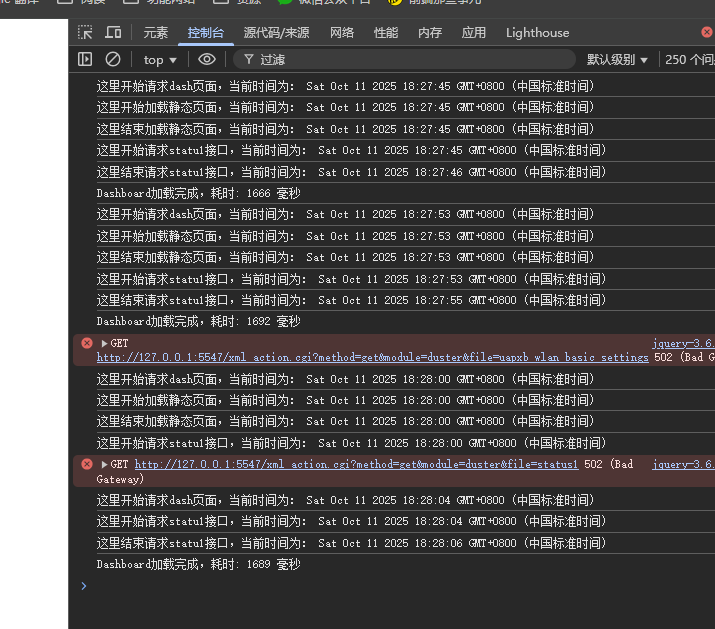 翻译
阅读
功能网站
资源
微信公众平台
前搞那些事儿
元素 控制台 源代码/来源 网络 性能 内存 应用 Lighthouse
top 过滤 默认级别 250 个问
这里开始请求dash页面，当前时间为： Sat Oct 11 2025 18:27:45 GMT+0800 (中国标准时间)
这里开始加载静态页面，当前时间为： Sat Oct 11 2025 18:27:45 GMT+0800 (中国标准时间)
这里结束加载静态页面，当前时间为： Sat Oct 11 2025 18:27:45 GMT+0800 (中国标准时间)
这里开始请求statu1接口，当前时间为： Sat Oct 11 2025 18:27:45 GMT+0800 (中国标准时间)
这里结束请求statu1接口，当前时间为： Sat Oct 11 2025 18:27:46 GMT+0800 (中国标准时间)
Dashboard加载完成，耗时: 1666 毫秒
这里开始请求dash页面，当前时间为： Sat Oct 11 2025 18:27:53 GMT+0800 (中国标准时间)
这里开始加载静态页面，当前时间为： Sat Oct 11 2025 18:27:53 GMT+0800 (中国标准时间)
这里结束加载静态页面，当前时间为： Sat Oct 11 2025 18:27:53 GMT+0800 (中国标准时间)
这里开始请求statu1接口，当前时间为： Sat Oct 11 2025 18:27:53 GMT+0800 (中国标准时间)
这里结束请求statu1接口，当前时间为： Sat Oct 11 2025 18:27:55 GMT+0800 (中国标准时间)
Dashboard加载完成，耗时: 1692 毫秒
GET jquery-3.6.
http://127.0.0.1:5547/xml_action.cgi?method=get&module=duster&file=uapxb_wlan_basic_settings 502 (Bad G
这里开始请求dash页面，当前时间为： Sat Oct 11 2025 18:28:00 GMT+0800 (中国标准时间)
这里开始加载静态页面，当前时间为： Sat Oct 11 2025 18:28:00 GMT+0800 (中国标准时间)
这里结束加载静态页面，当前时间为： Sat Oct 11 2025 18:28:00 GMT+0800 (中国标准时间)
这里开始请求statu1接口，当前时间为： Sat Oct 11 2025 18:28:00 GMT+0800 (中国标准时间)
GET http://127.0.0.1:5547/xml_action.cgi?method=get&module=duster&file=status1 502 (Bad jquery-3.6.
Gateway)
这里开始请求dash页面，当前时间为： Sat Oct 11 2025 18:28:04 GMT+0800 (中国标准时间)
这里开始请求statu1接口，当前时间为： Sat Oct 11 2025 18:28:04 GMT+0800 (中国标准时间)
这里结束请求statu1接口，当前时间为： Sat Oct 11 2025 18:28:06 GMT+0800 (中国标准时间)
Dashboard加载完成，耗时: 1689 毫秒